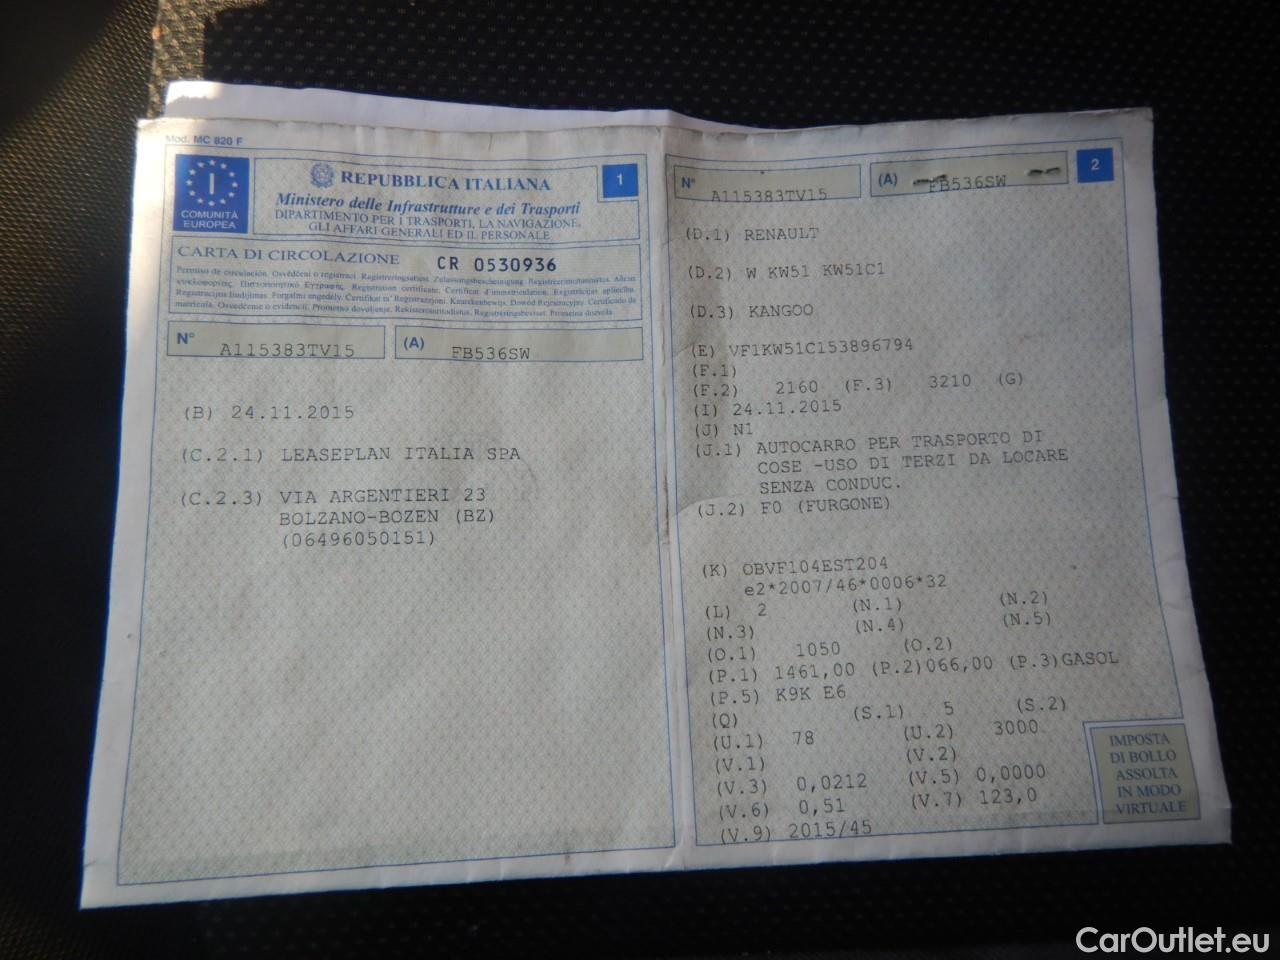 Mod. MC 820 F
I
COMUNITÀ
EUROPEA
REPUBBLICA ITALIANA
1
Ministero delle Infrastrutture e dei Trasporti
DIPARTIMENTO PER I TRASPORTI, LA NAVIGAZIONE,
GLI AFFARI GENERALI ED IL PERSONALE
CARTA DI CIRCOLAZIONE CR 0530936
N° A115383TV15 (A) FB536SW
(B) 24.11.2015
(C.2.1) LEASEPLAN ITALIA SPA
(C.2.3) VIA ARGENTIERI 23
BOLZANO-BOZEN (BZ)
(06496050151)
N° A115383TV15 (A) FB536SW 2
(D.1) RENAULT
(D.2) W KW51 KW51C1
(D.3) KANGOO
(E) VF1KW51C153896794
(F.1)
(F.2) 2160 (F.3) 3210 (G)
(I) 24.11.2015
(J) N1
(J.1) AUTOCARRO PER TRASPORTO DI
COSE -USO DI TERZI DA LOCARE
SENZA CONDUC.
(J.2) F0 (FURGONE)
(K) OBVF104EST204
e2*2007/46*0006*32
(L) 2 (N.1) (N.2)
(N.3) (N.4) (N.5)
(O.1) 1050 (O.2)
(P.1) 1461,00 (P.2)066,00 (P.3)GASOL
(P.5) K9K E6
(Q) (S.1) 5 (S.2)
(U.1) 78 (U.2) 3000
(V.1) (V.2)
(V.3) 0,0212 (V.5) 0,0000
(V.6) 0,51 (V.7) 123,0
(V.9) 2015/45
IMPOSTA
DI BOLLO
ASSOLTA
IN MODO
VIRTUALE
CarOutlet.eu